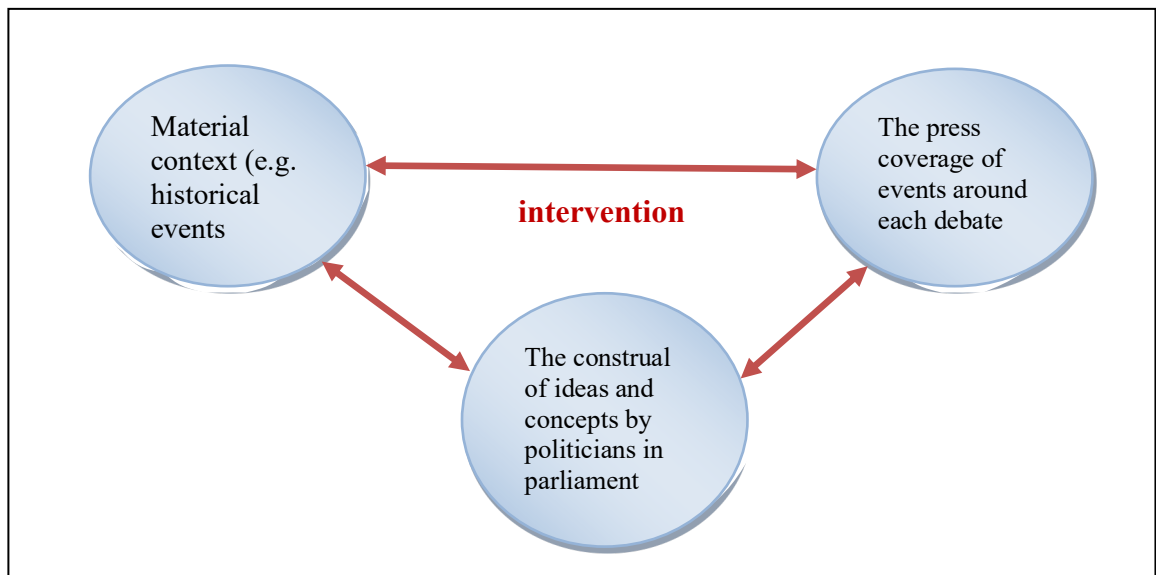 Material
context (e.g.
historical
events
The press
coverage of
events around
each debate
intervention
The construal
of ideas and
concepts by
politicians in
parliament